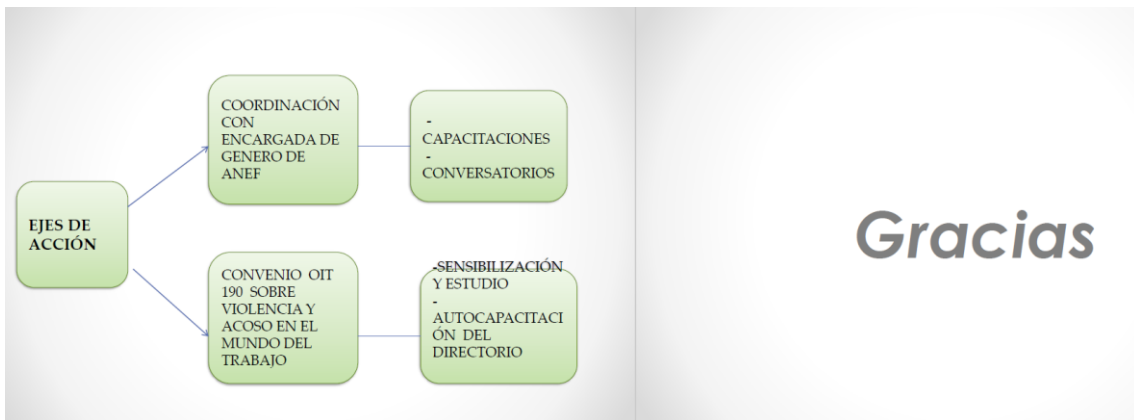 EJES DE
ACCIÓN
COORDINACIÓN
CON
ENCARGADA DE
GENERO DE
ANEF
-
CAPACITACIONES
-
CONVERSATORIOS
CONVENIO OIT
190 SOBRE
VIOLENCIA Y
ACOSO EN EL
MUNDO DEL
TRABAJO
-SENSIBILIZACIÓN
Y ESTUDIO
-
AUTOCAPACITACI
ÓN DEL
DIRECTORIO
Gracias